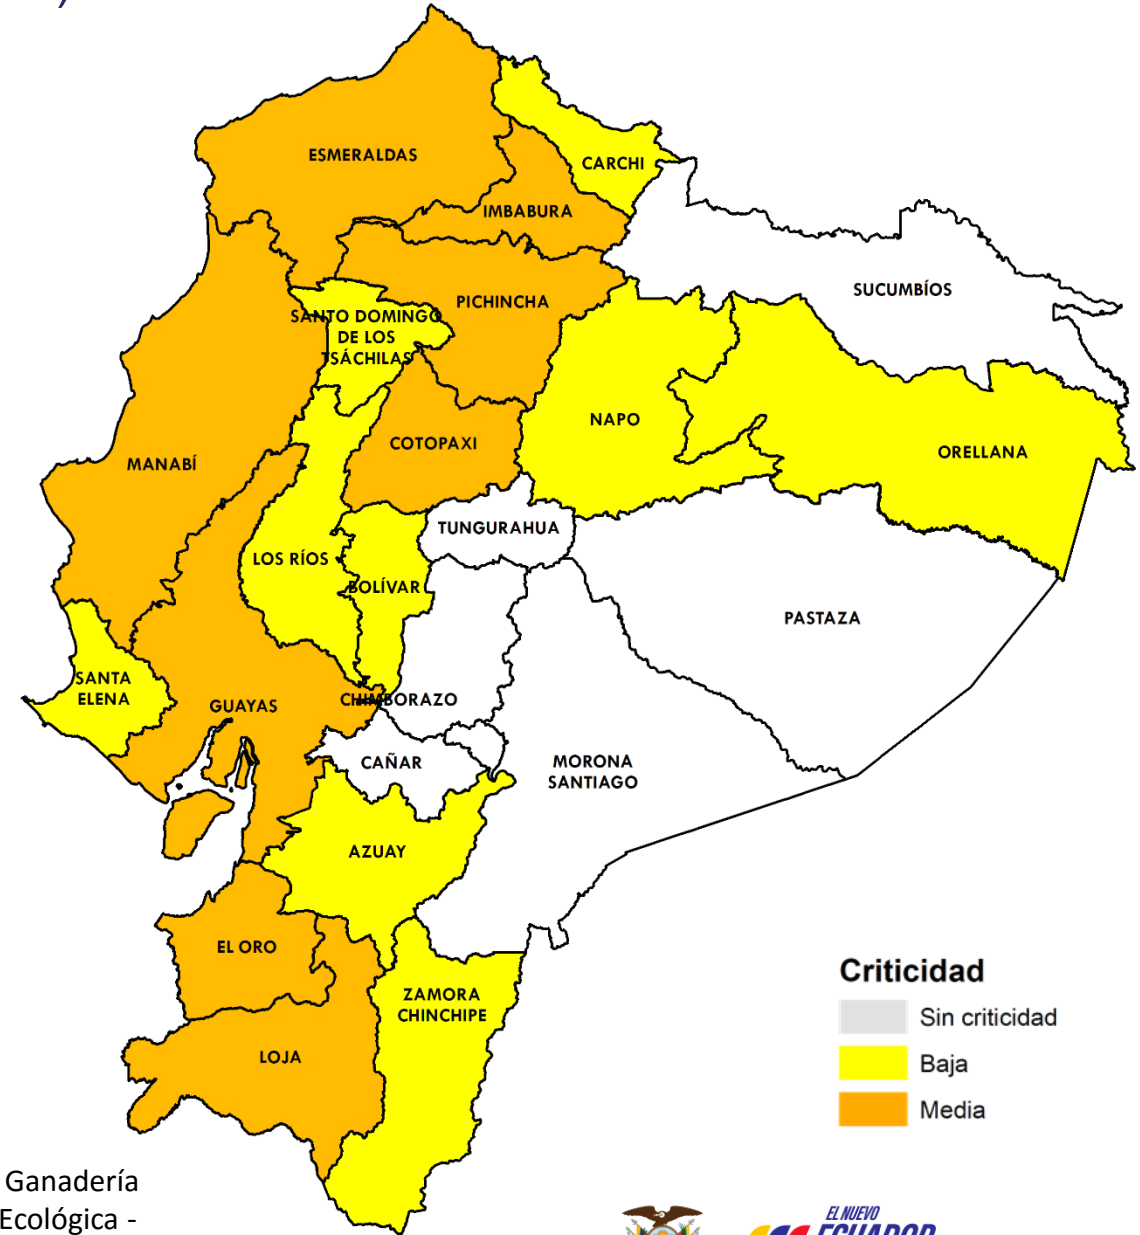 ESMERALDAS
CARCHI
IMBABURA
SUCUMBÍOS
PICHINCHA
SANTO DOMINGO
DE LOS
TSÁCHILAS
NAPO
COTOPAXI
ORELLANA
MANABÍ
TUNGURAHUA
LOS RÍOS
BOLÍVAR
PASTAZA
SANTA
ELENA
GUAYAS
CHIMBORAZO
CAÑAR
MORONA
SANTIAGO
AZUAY
EL ORO
ZAMORA
CHINCHIPE
LOJA
Criticidad
Sin criticidad
Baja
Media
Ganadería
Ecológica -
EL NUEVO
ECUADOR